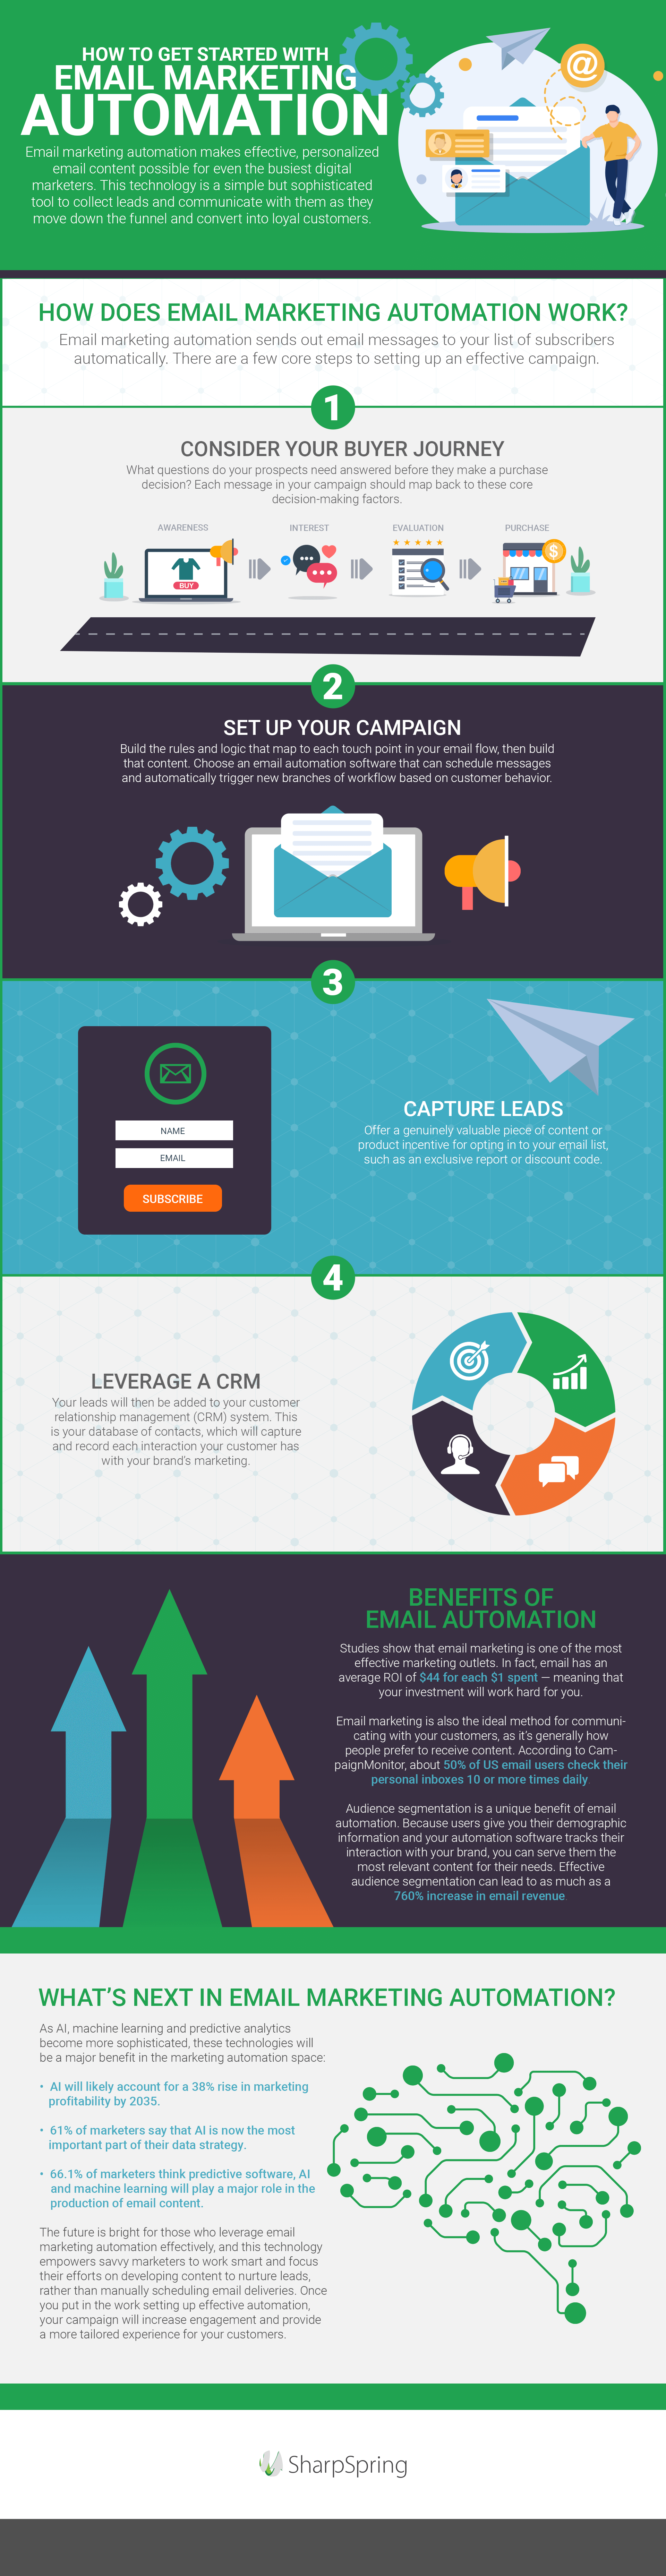 HOW TO GET STARTED WITH
EMAIL MARKETING
AUTOMATION
Email marketing automation makes effective, personalized
email content possible for even the busiest digital
marketers. This technology is a simple but sophisticated
tool to collect leads and communicate with them as they
move down the funnel and convert into loyal customers.
@
HOW DOES EMAIL MARKETING AUTOMATION WORK?
Email marketing automation sends out email messages to your list of subscribers
automatically. There are a few core steps to setting up an effective campaign.
1
CONSIDER YOUR BUYER JOURNEY
What questions do your prospects need answered before they make a purchase
decision? Each message in your campaign should map back to these core
decision-making factors.
AWARENESS
INTEREST
EVALUATION
PURCHASE
BUY
$
2
SET UP YOUR CAMPAIGN
Build the rules and logic that map to each touch point in your email flow, then build
that content. Choose an email automation software that can schedule messages
and automatically trigger new branches of workflow based on customer behavior.
3
NAME
EMAIL
SUBSCRIBE
CAPTURE LEADS
Offer a genuinely valuable piece of content or
product incentive for opting in to your email list,
such as an exclusive report or discount code.
4
LEVERAGE A CRM
Your leads will then be added to your customer
relationship management (CRM) system. This
is your database of contacts, which will capture
and record each interaction your customer has
with your brand's marketing.
BENEFITS OF
EMAIL AUTOMATION
Studies show that email marketing is one of the most
effective marketing outlets. In fact, email has an
average ROI of $44 for each $1 spent — meaning that
your investment will work hard for you.
Email marketing is also the ideal method for communi-
cating with your customers, as it's generally how
people prefer to receive content. According to Cam-
paignMonitor, about 50% of US email users check their
personal inboxes 10 or more times daily.
Audience segmentation is a unique benefit of email
automation. Because users give you their demographic
information and your automation software tracks their
interaction with your brand, you can serve them the
most relevant content for their needs. Effective
audience segmentation can lead to as much as a
760% increase in email revenue.
WHAT'S NEXT IN EMAIL MARKETING AUTOMATION?
As AI, machine learning and predictive analytics
become more sophisticated, these technologies will
be a major benefit in the marketing automation space:
• AI will likely account for a 38% rise in marketing
profitability by 2035.
• 61% of marketers say that AI is now the most
important part of their data strategy.
• 66.1% of marketers think predictive software, AI
and machine learning will play a major role in the
production of email content.
The future is bright for those who leverage email
marketing automation effectively, and this technology
empowers savvy marketers to work smart and focus
their efforts on developing content to nurture leads,
rather than manually scheduling email deliveries. Once
you put in the work setting up effective automation,
your campaign will increase engagement and provide
a more tailored experience for your customers.
SharpSpring